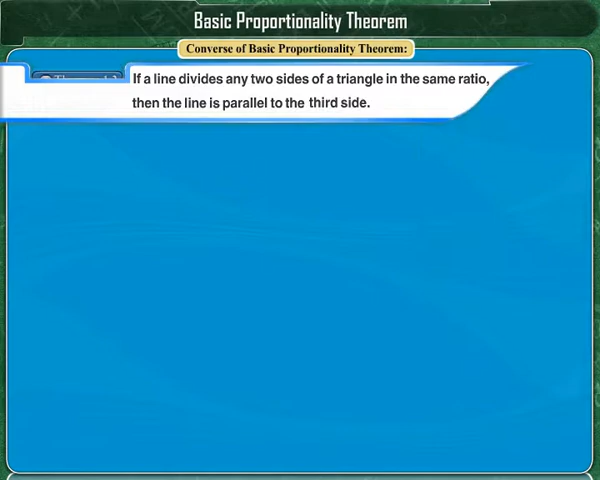 Basic Proportionality Theorem
Converse of Basic Proportionality Theorem:
If a line divides any two sides of a triangle in the same ratio,
then the line is parallel to the third side.